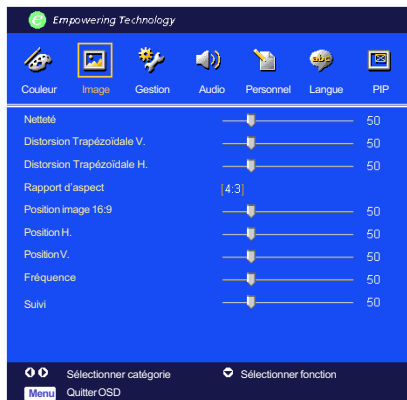 e Empowering Technology
abc
Couleur Image Gestion Audio Personnel Langue PIP
Netteté 50
Distorsion Trapézoïdale V. 50
Distorsion Trapézoïdale H. 50
Rapport d'aspect [4:3]
Position image 16:9 50
Position H. 50
Position V. 50
Fréquence 50
Suivi 50
Sélectionner catégorie Sélectionner fonction
Menu Quitter OSD